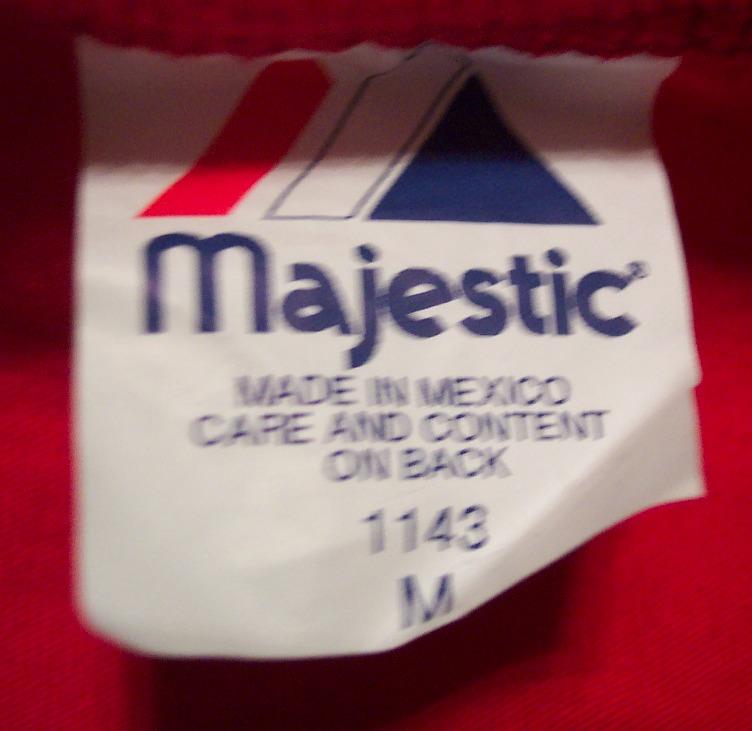 Majestic®
MADE IN MEXICO
CARE AND CONTENT
ON BACK
1143
M